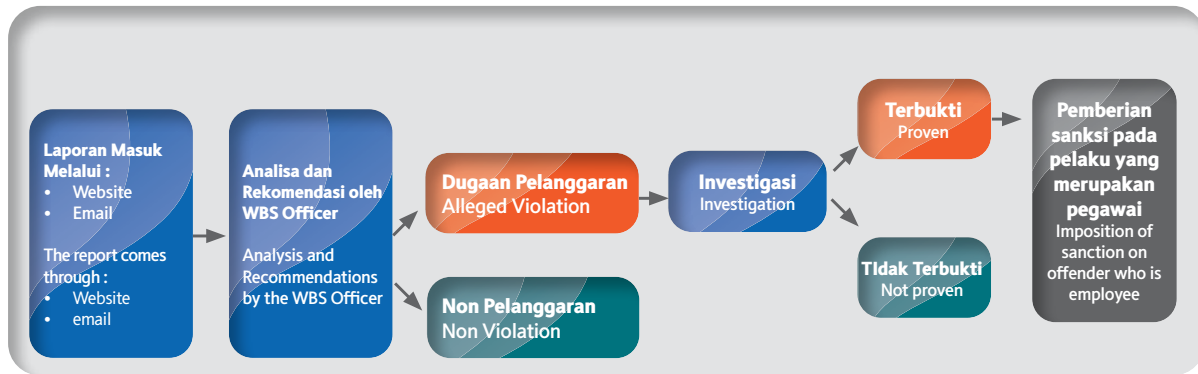 Laporan Masuk
Melalui :
• Website
• Email
The report comes
through :
• Website
• email
Analisa dan
Rekomendasi oleh
WBS Officer
Analysis and
Recommendations
by the WBS Officer
Dugaan Pelanggaran
Alleged Violation
Non Pelanggaran
Non Violation
Investigasi
Investigation
Terbukti
Proven
TIdak Terbukti
Not proven
Pemberian
sanksi pada
pelaku yang
merupakan
pegawai
Imposition of
sanction on
offender who is
employee